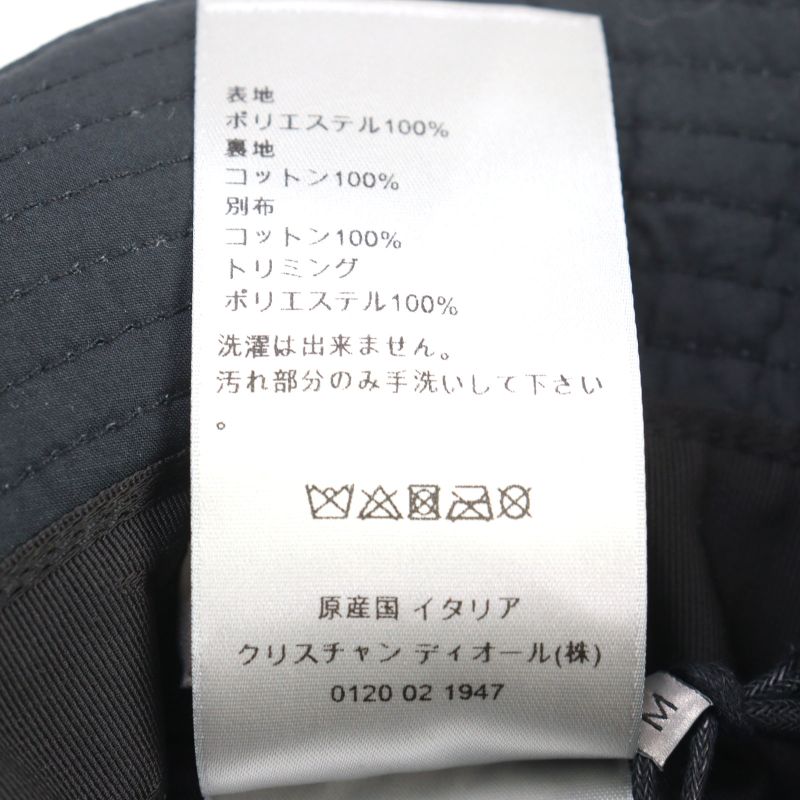 表地
ポリエステル100%
裏地
コットン100%
別布
コットン100%
トリミング
ポリエステル100%
洗濯は出来ません。
汚れ部分のみ手洗いして下さい
。
原産国 イタリア
クリスチャン ディオール(株)
0120 02 1947
M